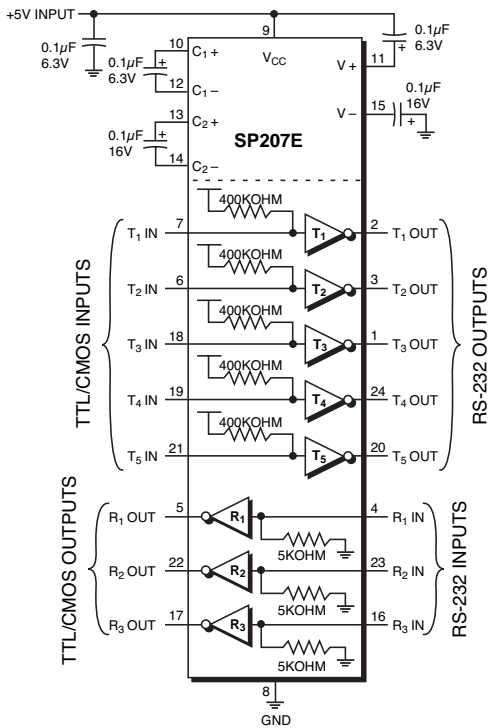 +5V INPUT
0.1µF
6.3V
9
VCC
0.1µF
6.3V
10
C1+
0.1µF
6.3V
12
C1–
V+
11
13
C2+
0.1µF
16V
14
C2–
V–
15
0.1µF
16V
SP207E
400KOHM
T1 IN
7
T1
2
T1 OUT
400KOHM
T2 IN
6
T2
3
T2 OUT
400KOHM
T3 IN
18
T3
1
T3 OUT
400KOHM
T4 IN
19
T4
24
T4 OUT
400KOHM
T5 IN
21
T5
20
T5 OUT
TTL/CMOS INPUTS
RS-232 OUTPUTS
R1 OUT
5
R1
4
R1 IN
5KOHM
R2 OUT
22
R2
23
R2 IN
5KOHM
R3 OUT
17
R3
16
R3 IN
5KOHM
TTL/CMOS OUTPUTS
RS-232 INPUTS
8
GND